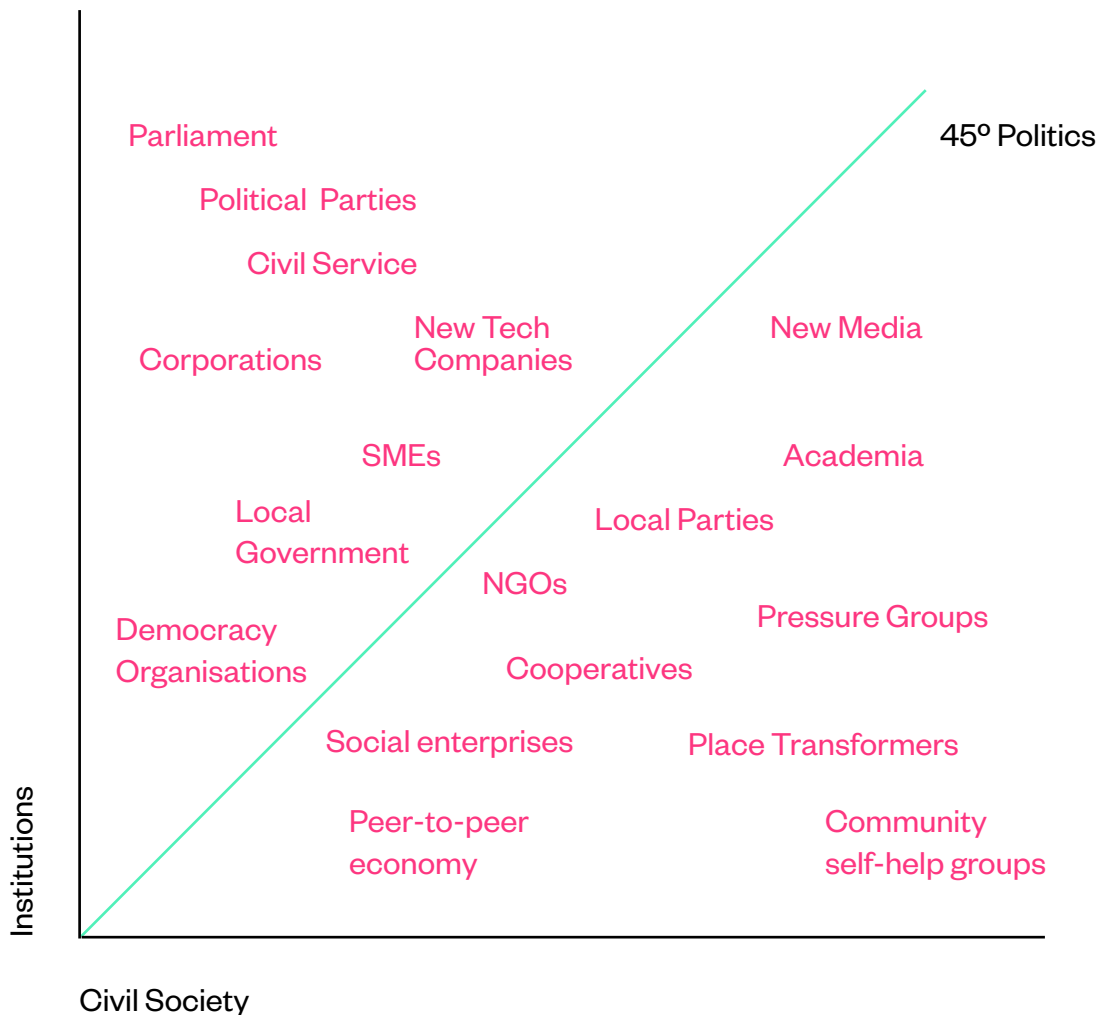 Parliament
45º Politics
Political Parties
Civil Service
New Tech
Companies
New Media
Corporations
SMEs
Academia
Local
Government
Local Parties
NGOs
Pressure Groups
Democracy
Organisations
Cooperatives
Social enterprises
Place Transformers
Peer-to-peer
economy
Community
self-help groups
Institutions
Civil Society